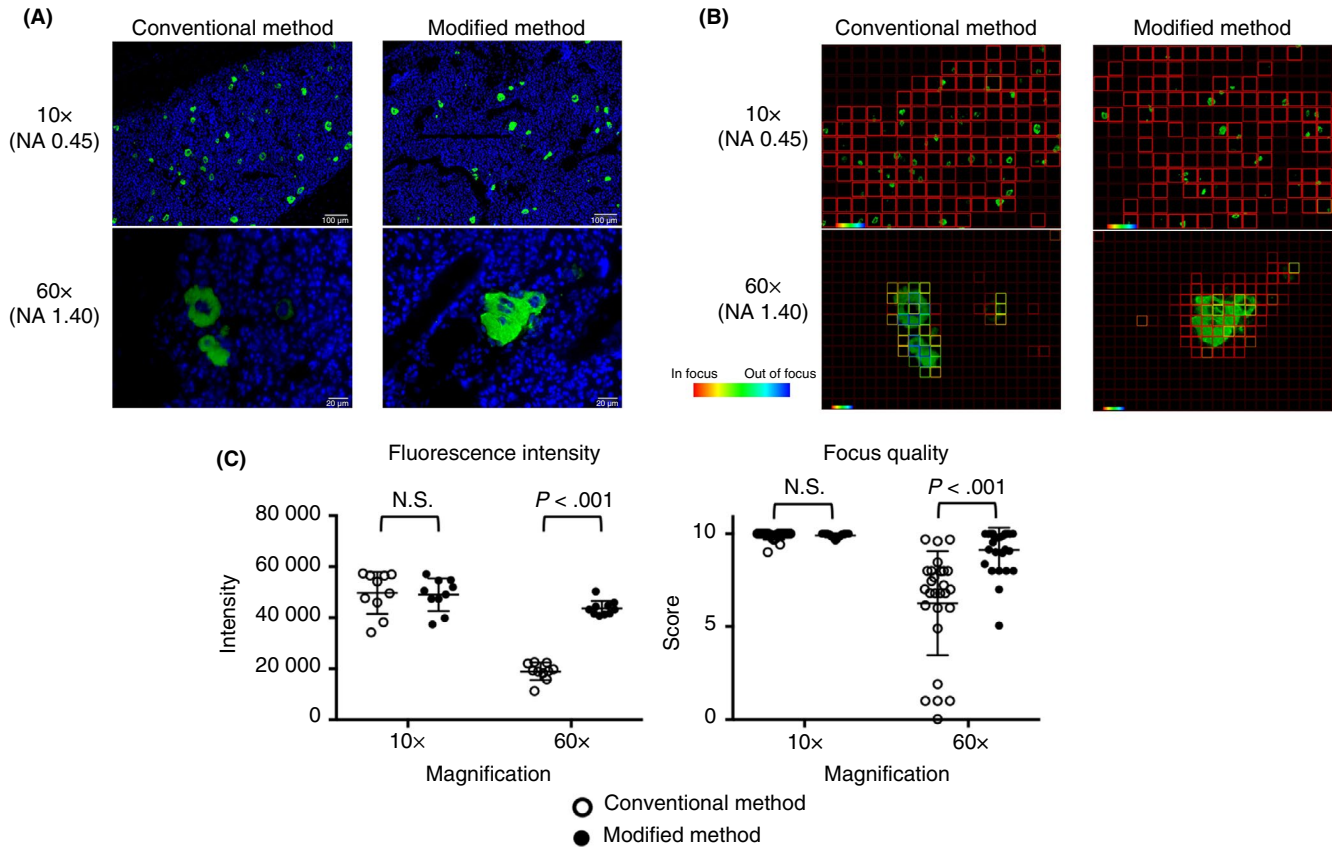 (A)
Conventional method
Modified method
10×
(NA 0.45)
100 µm
100 µm
60×
(NA 1.40)
20 µm
20 µm
(B)
Conventional method
Modified method
10×
(NA 0.45)
60×
(NA 1.40)
In focus
Out of focus
(C)
Fluorescence intensity
N.S.
P < .001
80 000
60 000
40 000
20 000
0
Intensity
10×
60×
Magnification
Focus quality
N.S.
P < .001
10
5
0
Score
10×
60×
Magnification
Conventional method
Modified method